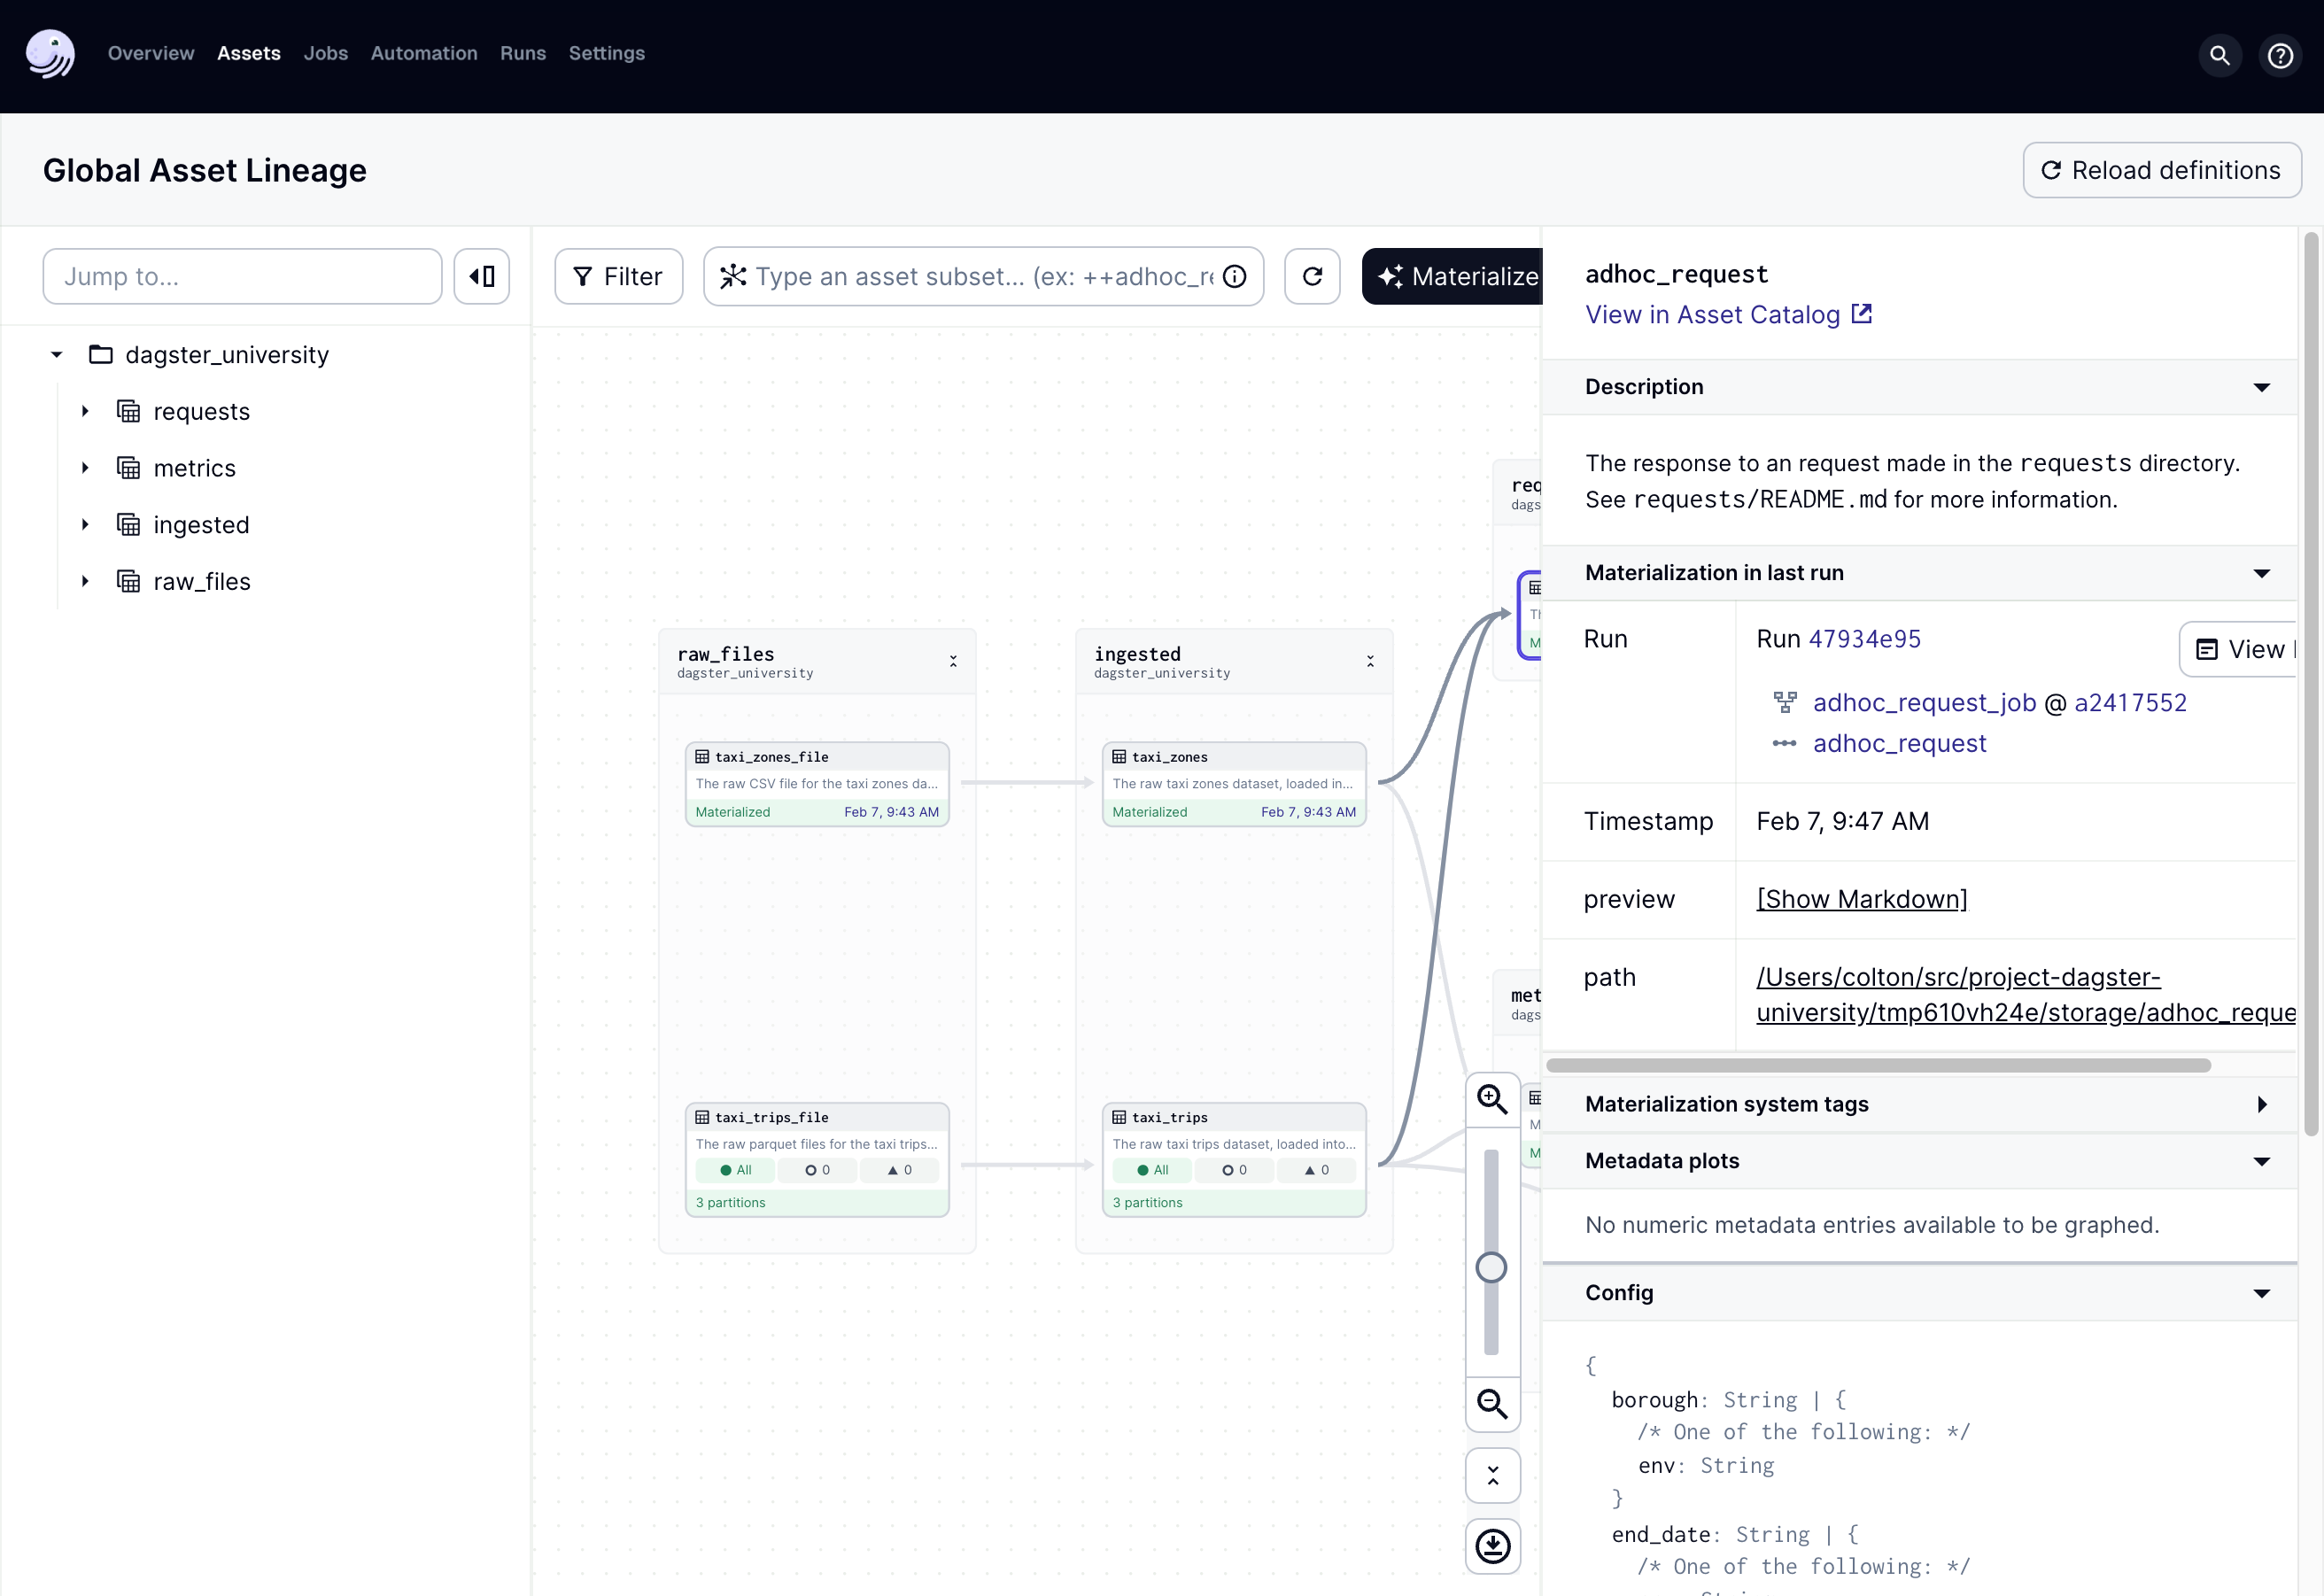 Overview Assets Jobs Automation Runs Settings
Global Asset Lineage
Reload definitions
Jump to...
Filter
Type an asset subset... (ex: ++adhoc_re
Materialize
dagster_university
requests
metrics
ingested
raw_files
raw_files
dagster_university
taxi_zones_file
The raw CSV file for the taxi zones da...
Materialized Feb 7, 9:43 AM
taxi_trips_file
The raw parquet files for the taxi trips...
All 0 0
3 partitions
ingested
dagster_university
taxi_zones
The raw taxi zones dataset, loaded in...
Materialized Feb 7, 9:43 AM
taxi_trips
The raw taxi trips dataset, loaded into...
All 0 0
3 partitions
req
dags
Th
M
met
dags
M
M
adhoc_request
View in Asset Catalog
Description
The response to an request made in the requests directory.
See requests/README.md for more information.
Materialization in last run
Run
Run 47934e95
View
adhoc_request_job @ a2417552
adhoc_request
Timestamp
Feb 7, 9:47 AM
preview
[Show Markdown]
path
/Users/colton/src/project-dagster-
university/tmp610vh24e/storage/adhoc_reque
Materialization system tags
Metadata plots
No numeric metadata entries available to be graphed.
Config
{
borough: String | {
/* One of the following: */
env: String
}
end_date: String | {
/* One of the following: */